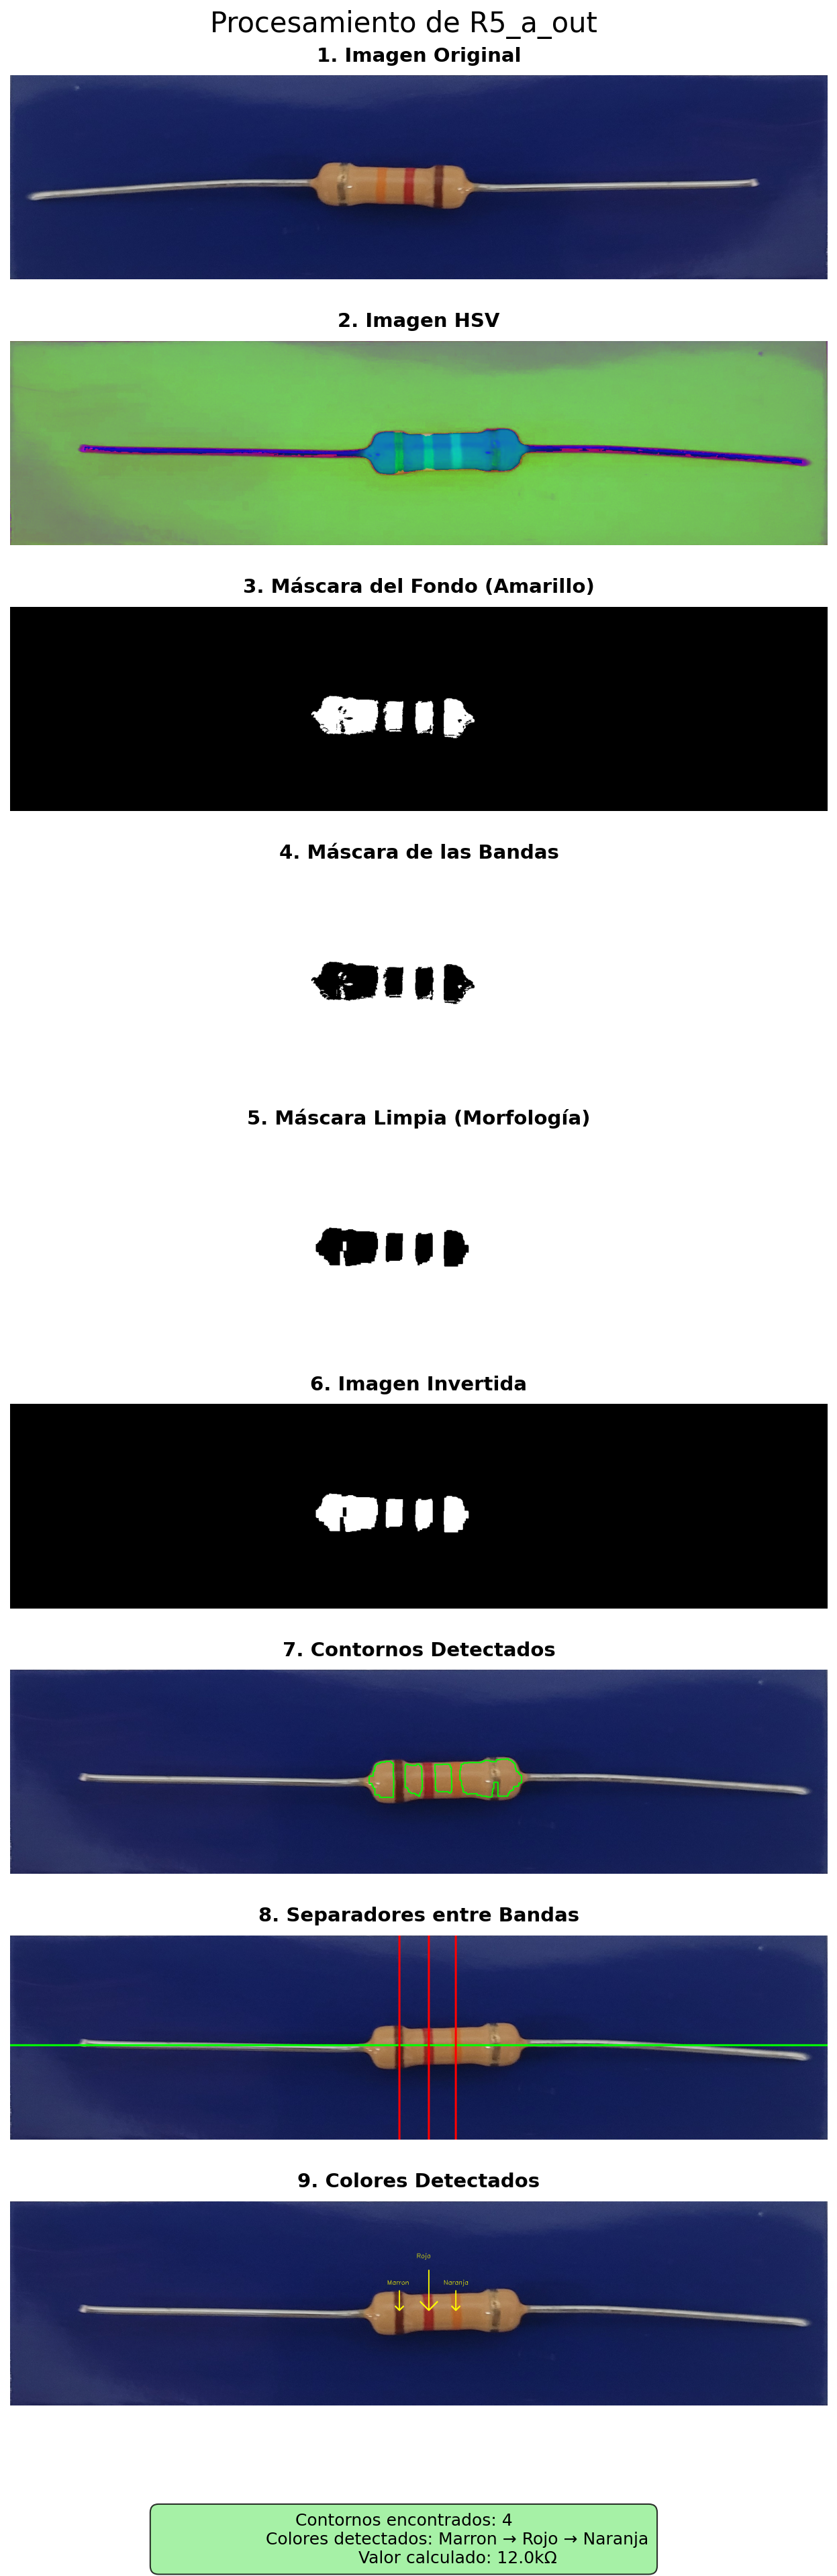 Procesamiento de R5_a_out
1. Imagen Original
2. Imagen HSV
3. Máscara del Fondo (Amarillo)
4. Máscara de las Bandas
5. Máscara Limpia (Morfología)
6. Imagen Invertida
7. Contornos Detectados
8. Separadores entre Bandas
9. Colores Detectados
Rojo
Marron Naranja
Contornos encontrados: 4
Colores detectados: Marron → Rojo → Naranja
Valor calculado: 12.0kΩ